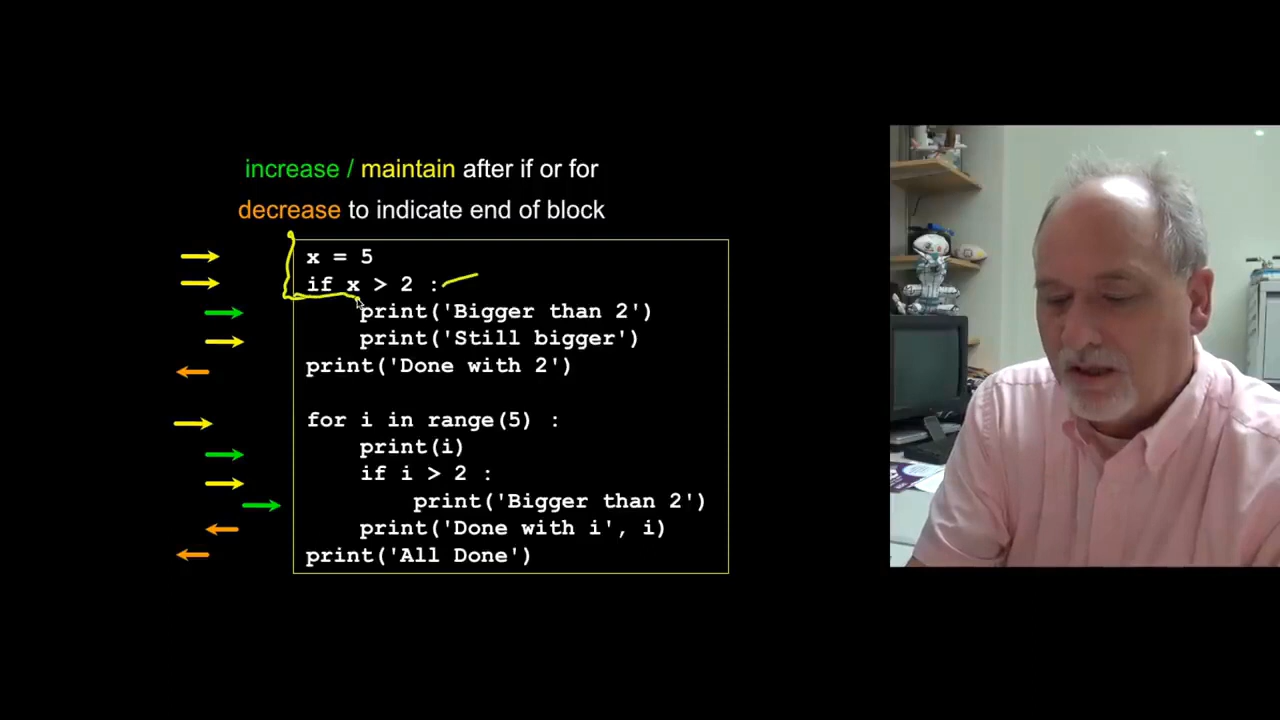 increase / maintain after if or for
decrease to indicate end of block
x = 5
if x > 2 :
print('Bigger than 2')
print('Still bigger')
print('Done with 2')
for i in range(5) :
print(i)
if i > 2 :
print('Bigger than 2')
print('Done with i', i)
print('All Done')